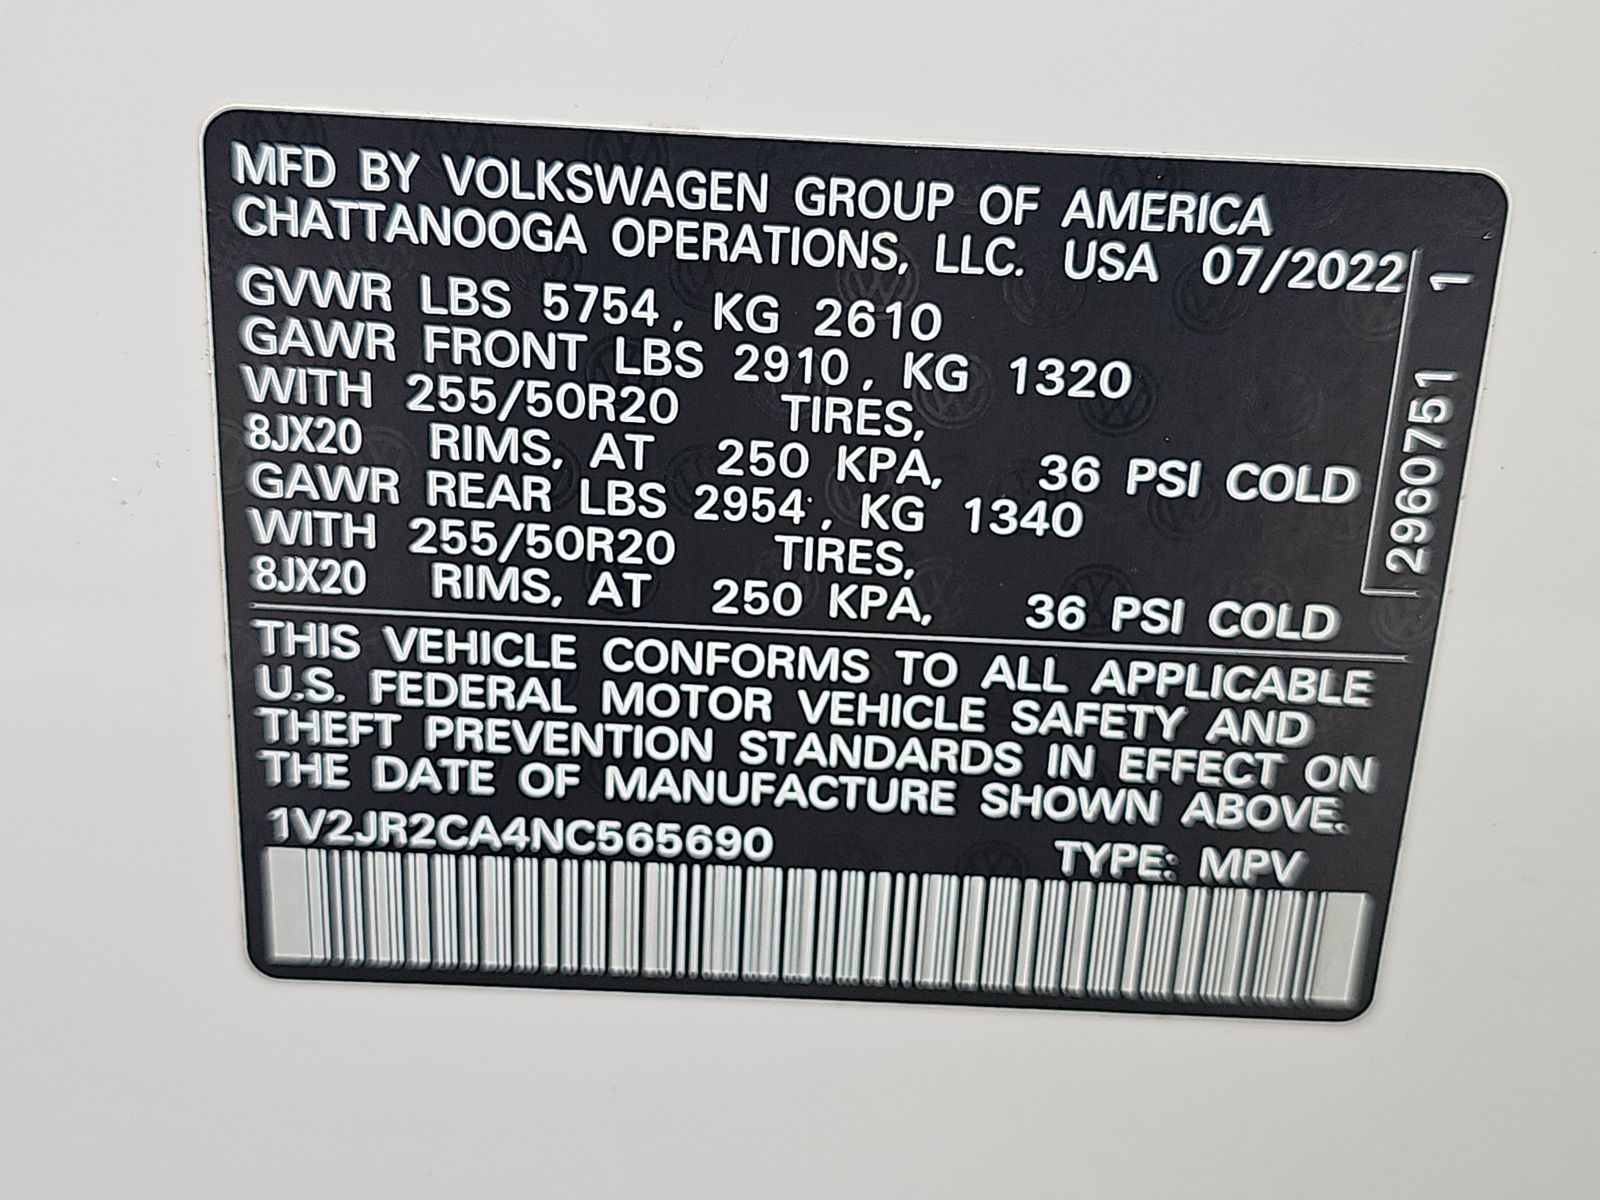 MFD BY VOLKSWAGEN GROUP OF AMERICA
CHATTANOOGA OPERATIONS, LLC. USA 07/2022
GVWR LBS 5754, KG 2610
GAWR FRONT LBS 2910, KG 1320
WITH 255/50R20 TIRES,
8JX20 RIMS, AT 250 KPA, 36 PSI COLD
GAWR REAR LBS 2954, KG 1340
WITH 255/50R20 TIRES,
8JX20 RIMS, AT 250 KPA, 36 PSI COLD
2960751 1
THIS VEHICLE CONFORMS TO ALL APPLICABLE
U.S. FEDERAL MOTOR VEHICLE SAFETY AND
THEFT PREVENTION STANDARDS IN EFFECT ON
THE DATE OF MANUFACTURE SHOWN ABOVE.
1V2JR2CA4NC565690 TYPE: MPV